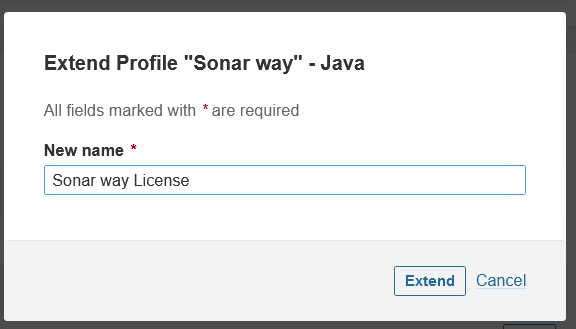 Extend Profile "Sonar way" - Java
All fields marked with * are required
New name *
Sonar way License
Extend Cancel